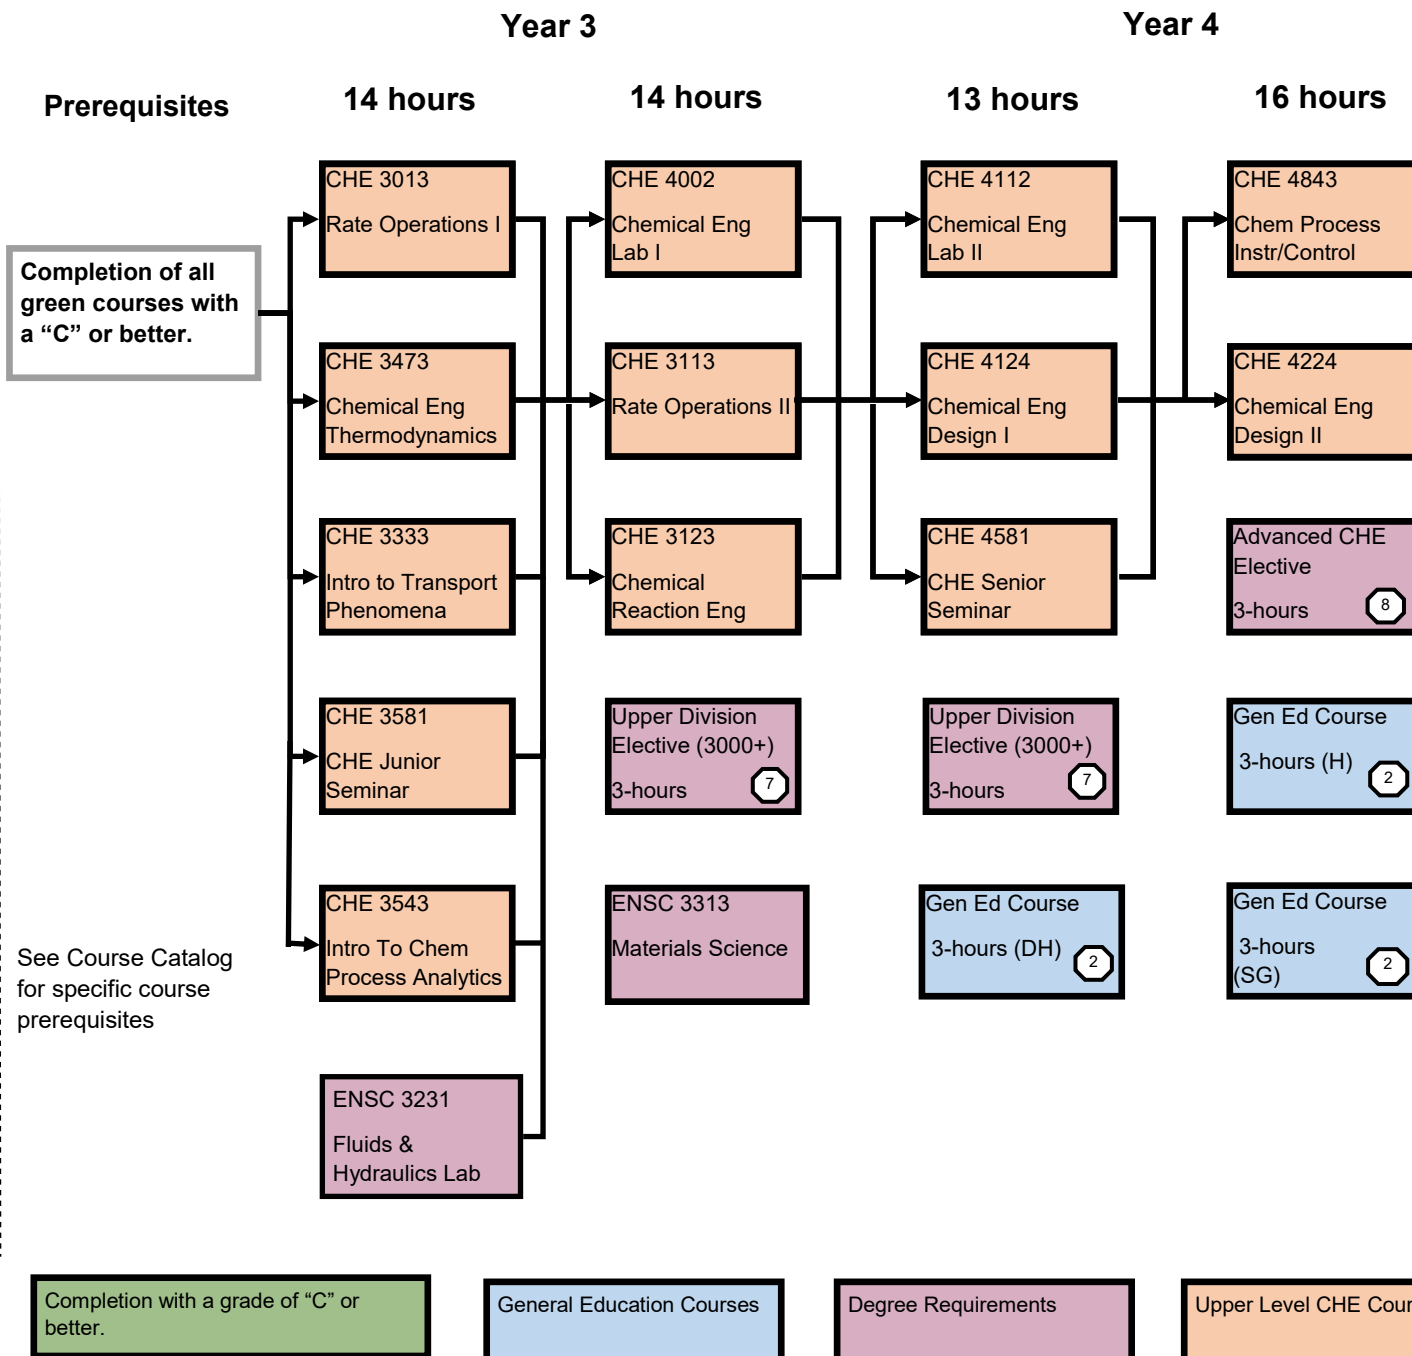 Year 3
Year 4
Prerequisites
14 hours
14 hours
13 hours
16 hours
Completion of all
green courses with
a “C” or better.
See Course Catalog
for specific course
prerequisites
CHE 3013
Rate Operations I
CHE 3473
Chemical Eng
Thermodynamics
CHE 3333
Intro to Transport
Phenomena
CHE 3581
CHE Junior
Seminar
CHE 3543
Intro To Chem
Process Analytics
ENSC 3231
Fluids &
Hydraulics Lab
CHE 4002
Chemical Eng
Lab I
CHE 3113
Rate Operations II
CHE 3123
Chemical
Reaction Eng
Upper Division
Elective (3000+)
3-hours
7
ENSC 3313
Materials Science
CHE 4112
Chemical Eng
Lab II
CHE 4124
Chemical Eng
Design I
CHE 4581
CHE Senior
Seminar
Upper Division
Elective (3000+)
3-hours
7
Gen Ed Course
3-hours (DH)
2
CHE 4843
Chem Process
Instr/Control
CHE 4224
Chemical Eng
Design II
Advanced CHE
Elective
3-hours
8
Gen Ed Course
3-hours (H)
2
Gen Ed Course
3-hours
(SG)
2
Completion with a grade of “C” or
better.
General Education Courses
Degree Requirements
Upper Level CHE Cour